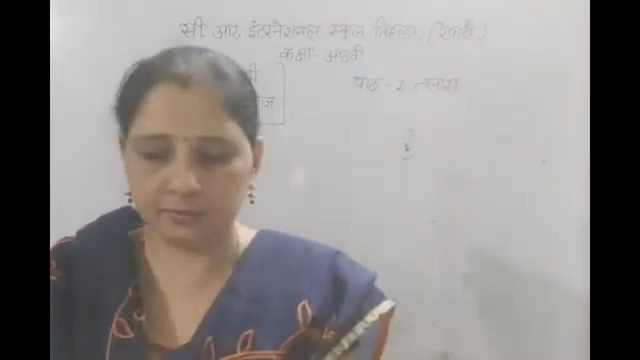 सी. आर. इंटरनेशनल स्कूल लिहाड़ा, (रेवाड़ी)
कक्षा - आठवीं
पाठ - 2 तलाश